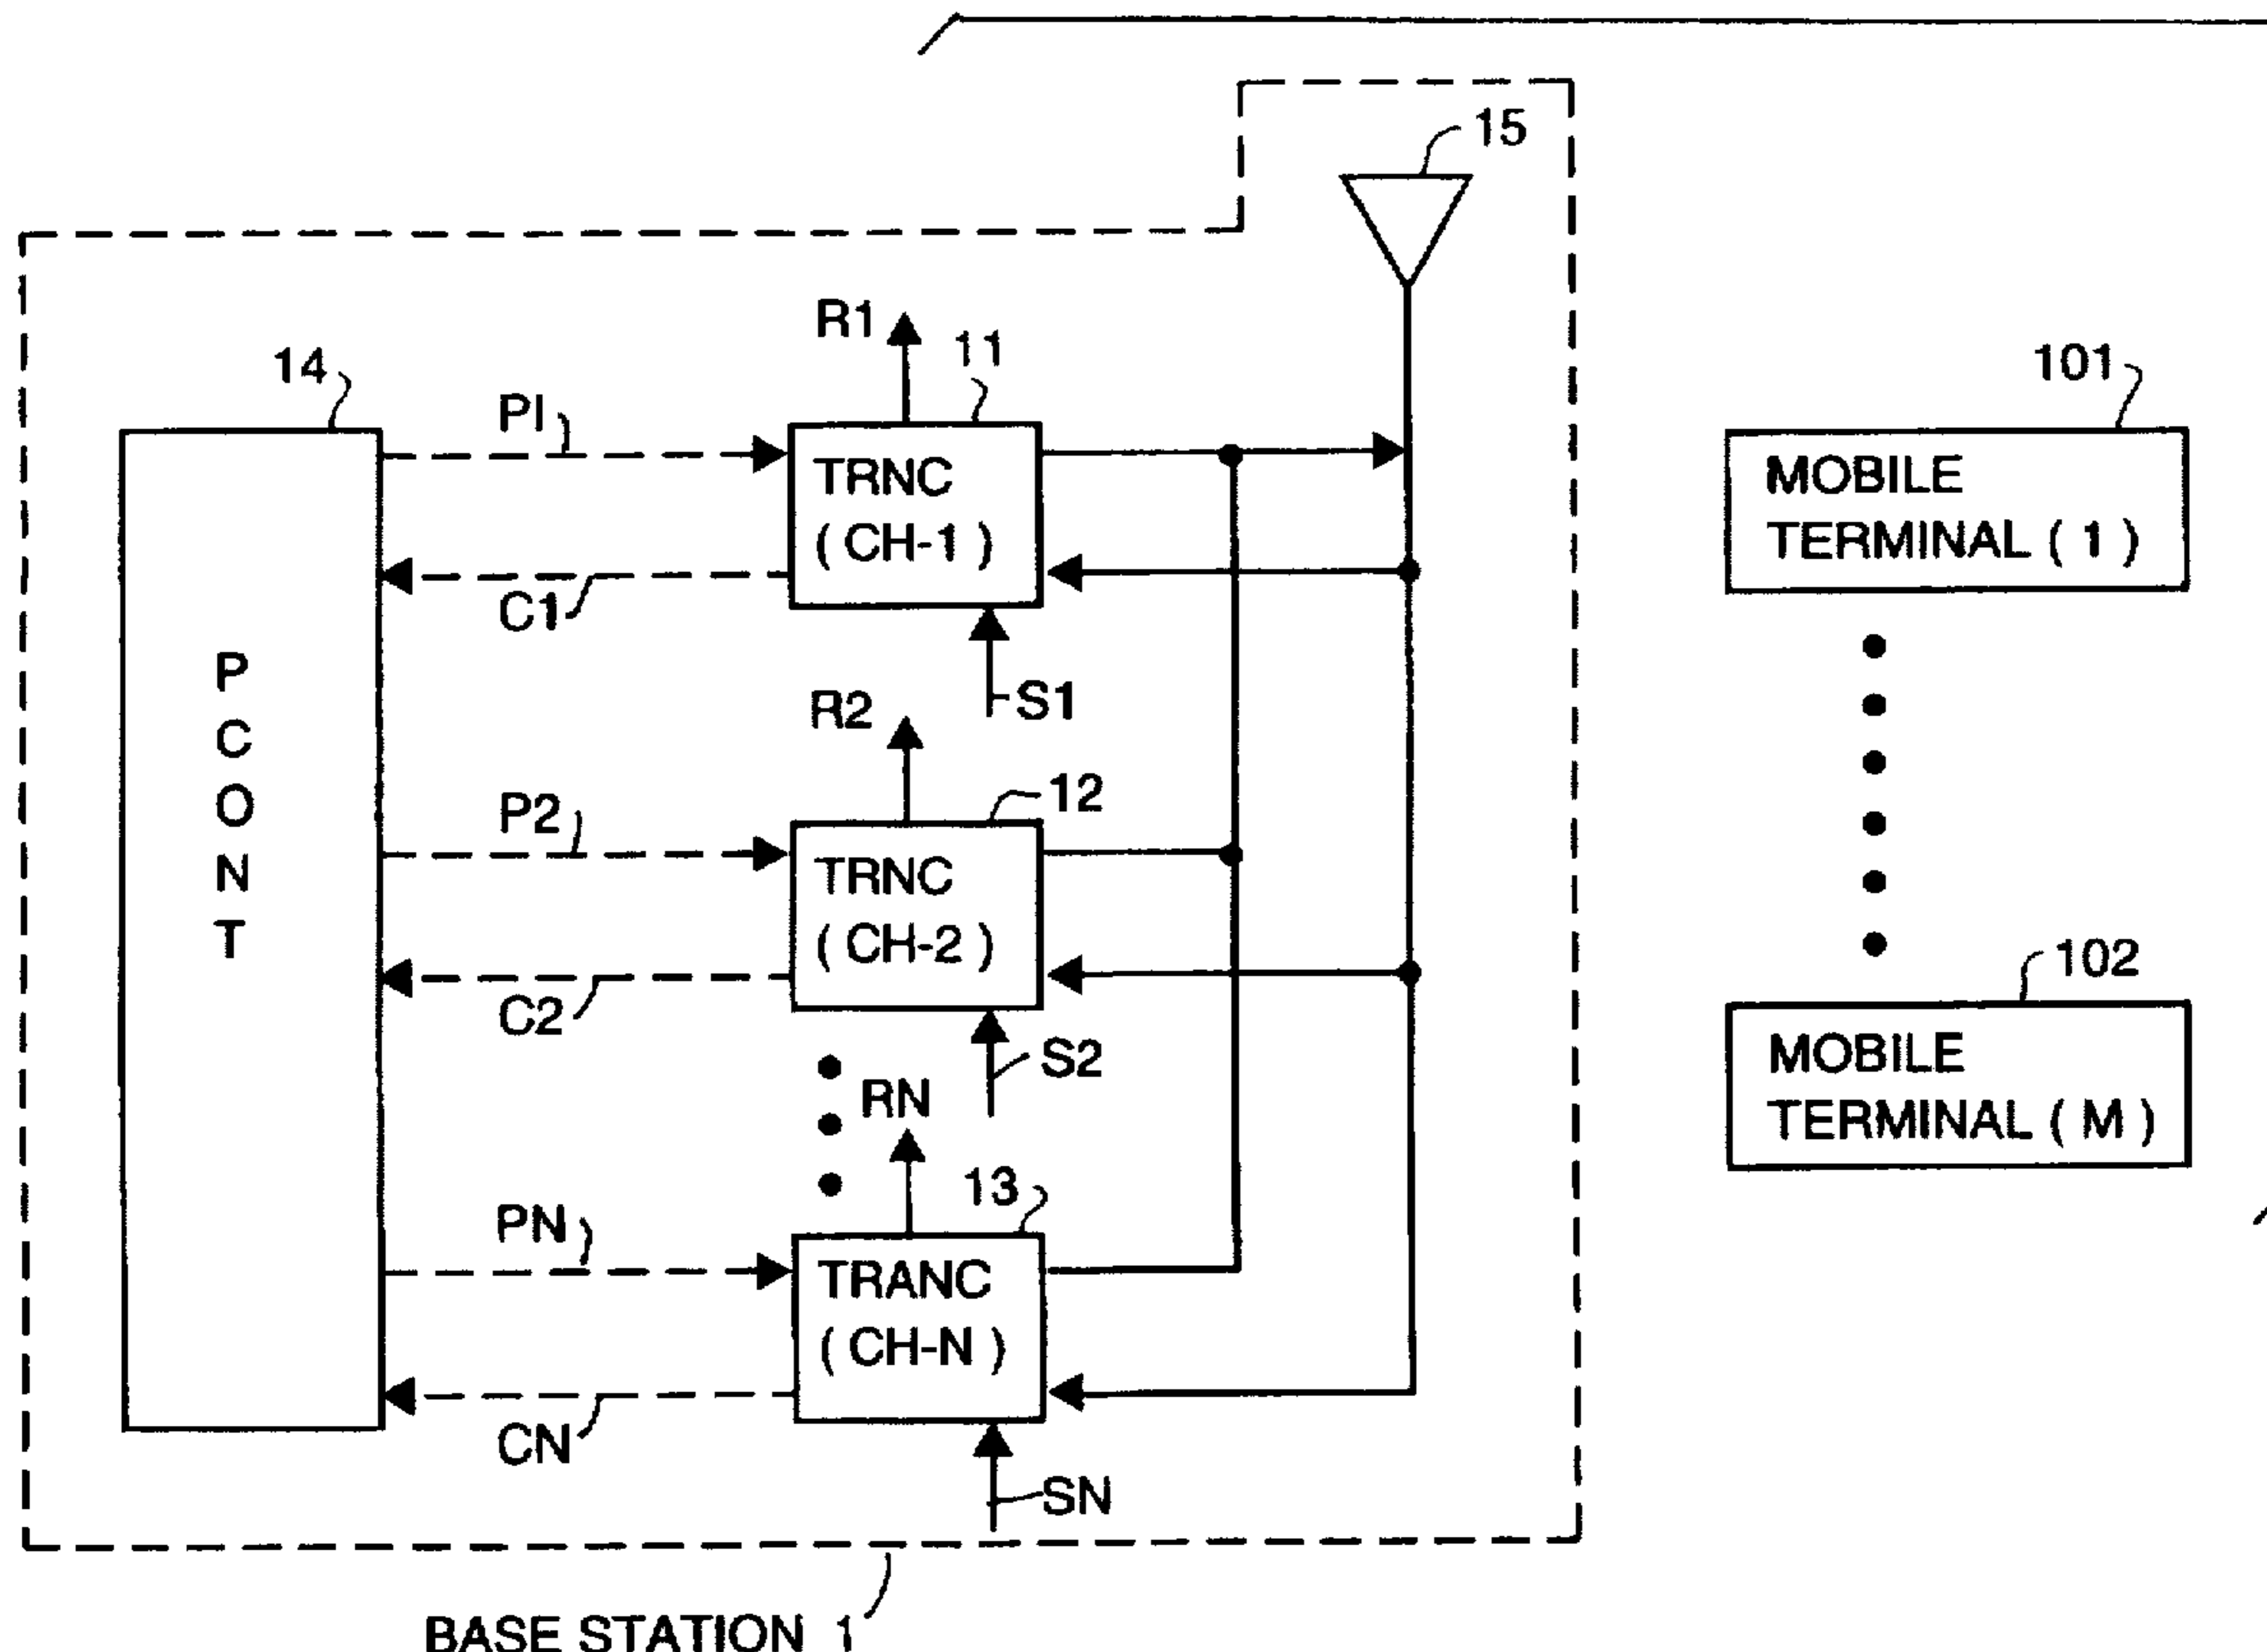 15
R1
11
14
PI
101
TRNC
( CH-1 )
MOBILE
TERMINAL ( 1 )
C1
S1
PCONT
R2
P2
12
TRNC
( CH-2 )
102
C2
S2
MOBILE
TERMINAL ( M )
RN
13
PN
TRANC
( CH-N )
CN
SN
BASE STATION 1